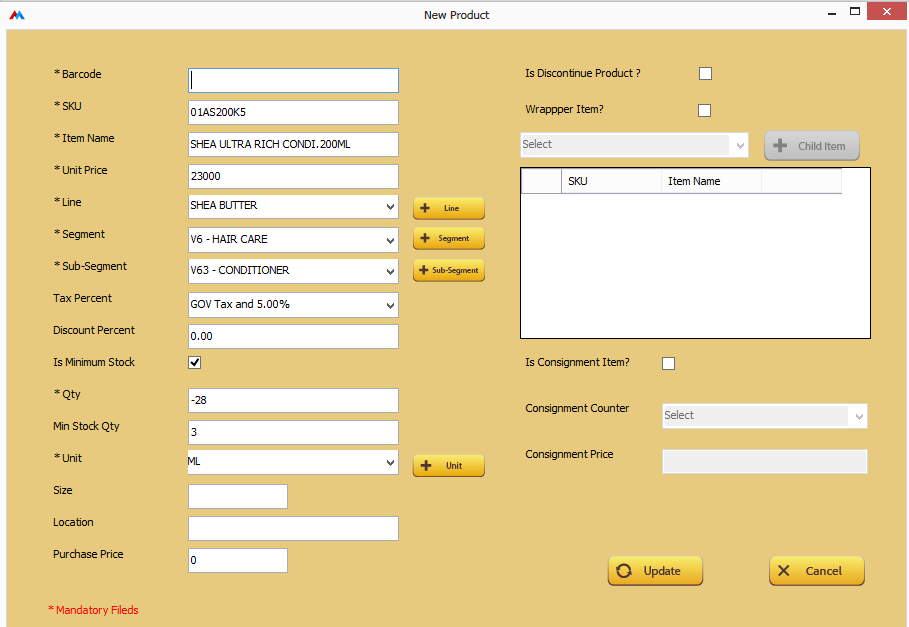 New Product
* Barcode
* SKU 01AS200K5
* Item Name SHEA ULTRA RICH CONDI.200ML
* Unit Price 23000
* Line SHEA BUTTER + Line
* Segment V6 - HAIR CARE + Segment
* Sub-Segment V63 - CONDITIONER + Sub-Segment
Tax Percent GOV Tax and 5.00%
Discount Percent 0.00
Is Minimum Stock
* Qty -28
Min Stock Qty 3
* Unit ML + Unit
Size
Location
Purchase Price 0
* Mandatory Fileds
Is Discontinue Product ?
Wrappper Item?
Select + Child Item
SKU Item Name
Is Consignment Item?
Consignment Counter Select
Consignment Price
Update Cancel